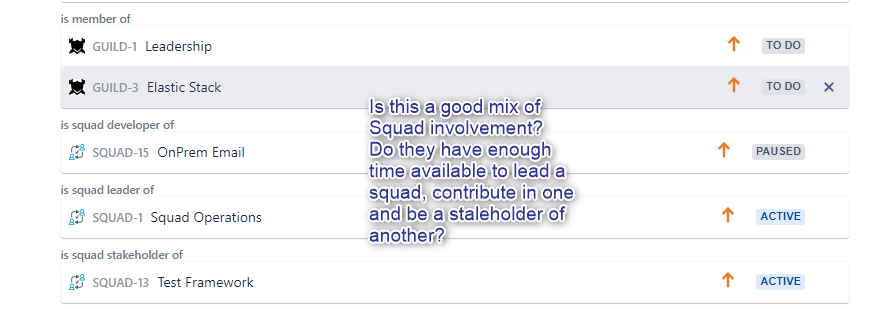 is member of
GUILD-1 Leadership TO DO
GUILD-3 Elastic Stack TO DO
Is this a good mix of
Squad involvement?
Do they have enough
time available to lead a
squad, contribute in one
and be a staleholder of
another?
is squad developer of
SQUAD-15 OnPrem Email PAUSED
is squad leader of
SQUAD-1 Squad Operations ACTIVE
is squad stakeholder of
SQUAD-13 Test Framework ACTIVE